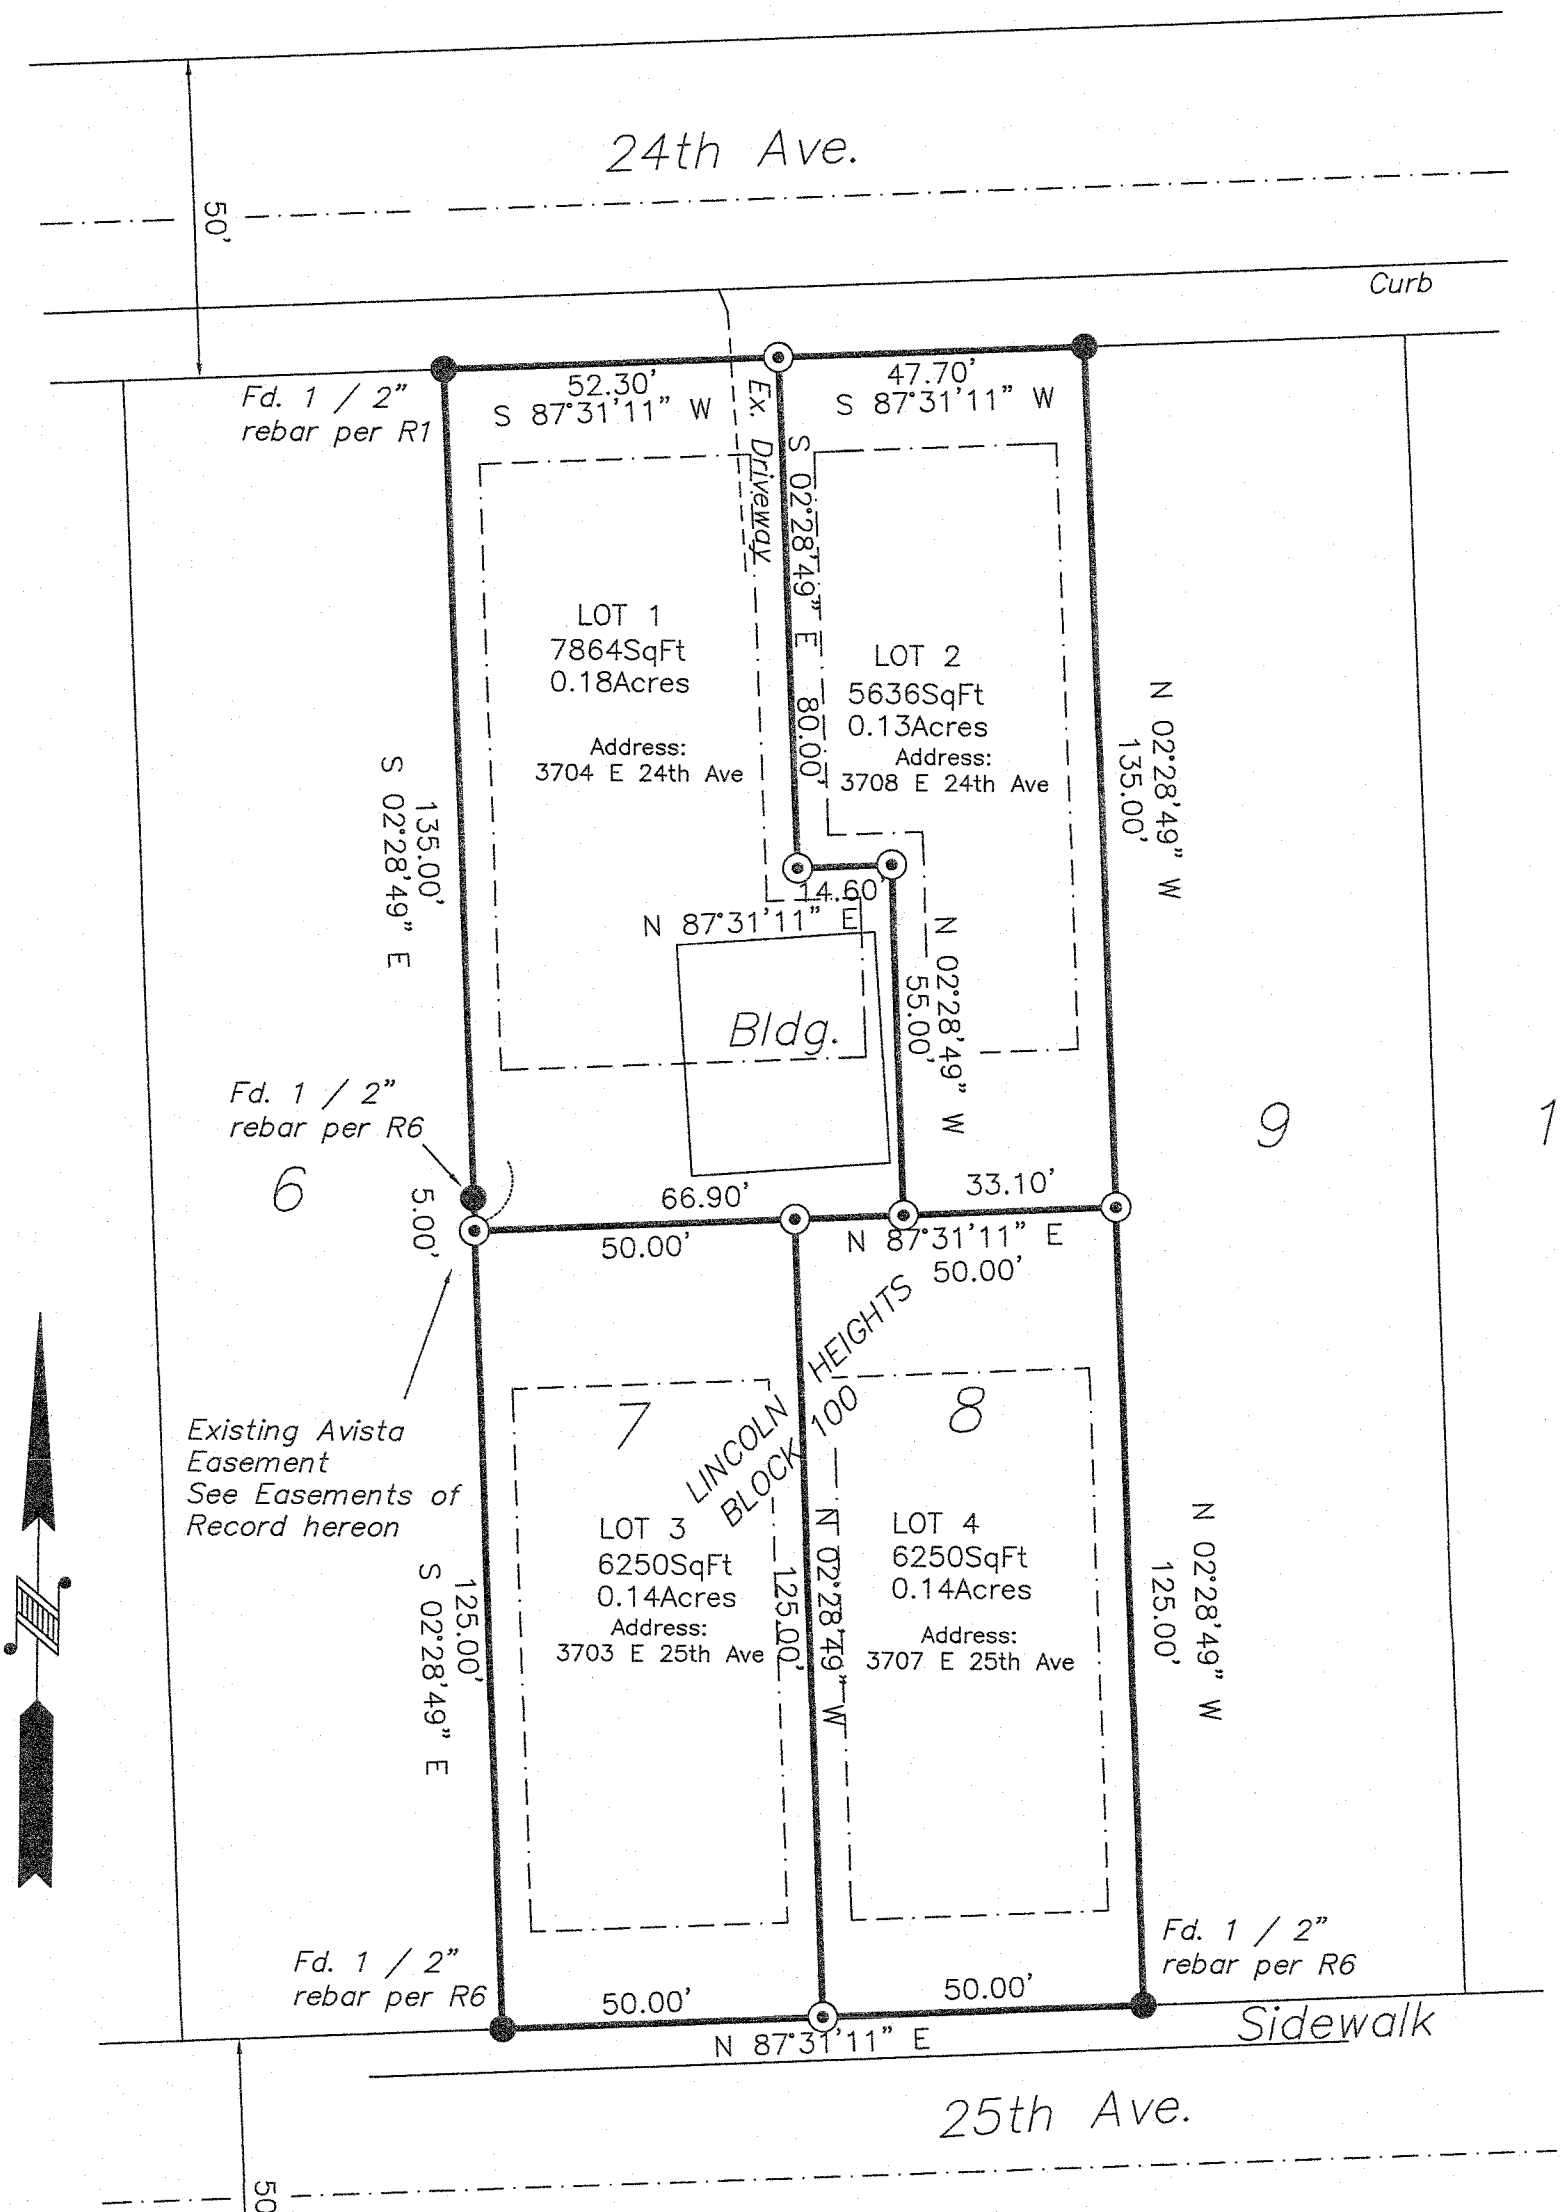 24th Ave.
50'
Curb
Fd. 1 / 2"
rebar per R1
52.30'
S 87°31'11" W
47.70'
S 87°31'11" W
Ex. Driveway
S 02°28'49" E 80.00'
LOT 1
7864SqFt
0.18Acres
Address:
3704 E 24th Ave
LOT 2
5636SqFt
0.13Acres
Address:
3708 E 24th Ave
135.00'
S 02°28'49" E
N 02°28'49" W
135.00'
14.60'
N 87°31'11" E
N 02°28'49" W
55.00'
Bldg.
Fd. 1 / 2"
rebar per R6
6
9
1
5.00'
66.90'
33.10'
50.00'
N 87°31'11" E
50.00'
LINCOLN HEIGHTS
BLOCK 100
7
8
Existing Avista
Easement
See Easements of
Record hereon
LOT 3
6250SqFt
0.14Acres
Address:
3703 E 25th Ave
LOT 4
6250SqFt
0.14Acres
Address:
3707 E 25th Ave
125.00'
S 02°28'49" E
N 02°28'49" W
125.00'
N 02°28'49" W
125.00'
Fd. 1 / 2"
rebar per R6
Fd. 1 / 2"
rebar per R6
50.00'
50.00'
N 87°31'11" E
Sidewalk
25th Ave.
50